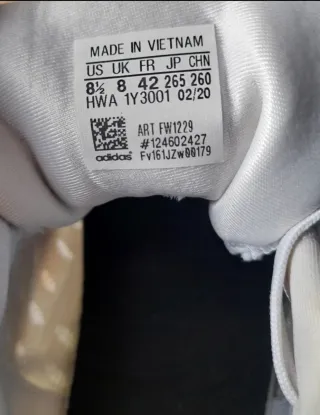 MADE IN VIETNAM
US UK FR JP CHN
8½ 8 42 265 260
HWA 1Y3001 02/20
ART FW1229
#124602427
adidas Fv161JZw00179